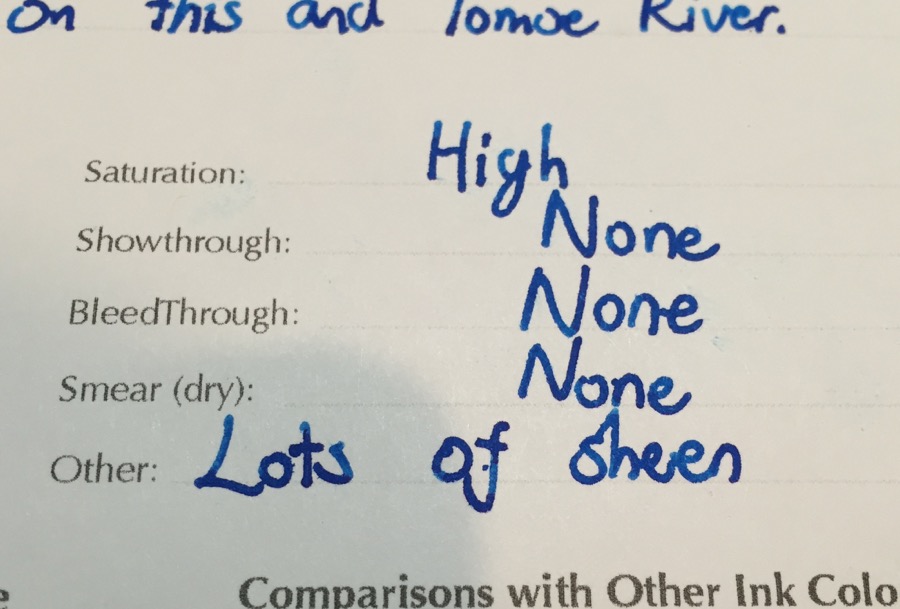 on this and Tomoe River.
Saturation: High
Showthrough: None
BleedThrough: None
Smear (dry): None
Other: Lots of sheen
Comparisons with Other Ink Colo